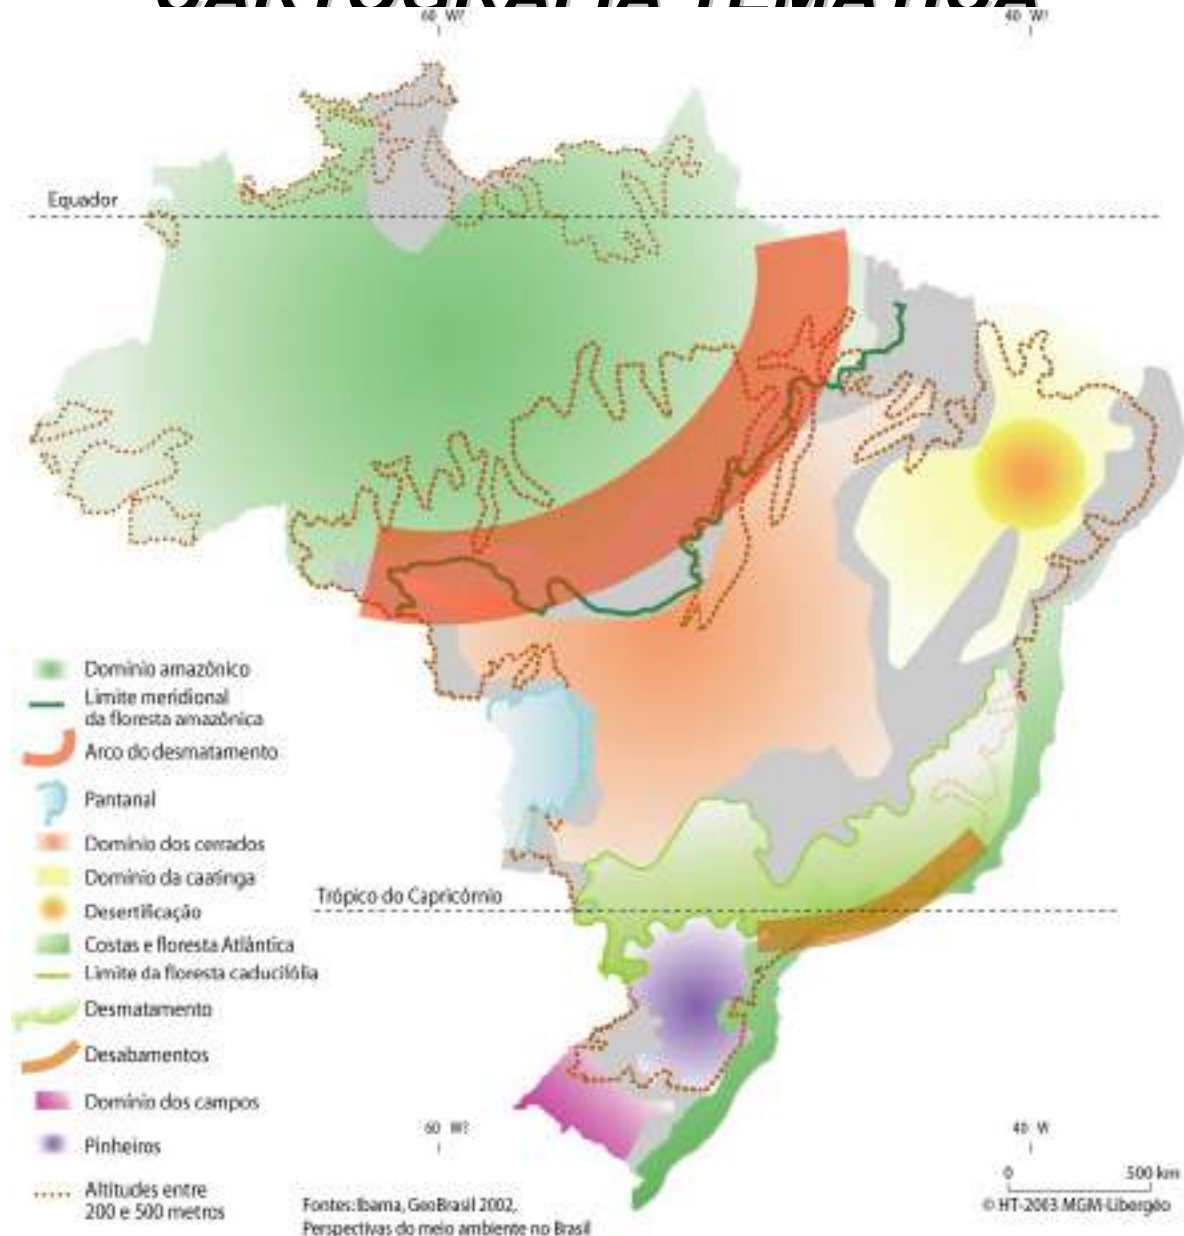 CARTOGRAFIA TEMÁTICA
60 W?
40 W?
Equador
Trópico do Capricórnio
Domínio amazônico
Limite meridional
da floresta amazônica
Arco do desmatamento
Pantanal
Domínio dos cerrados
Domínio da caatinga
Desertificação
Costas e floresta Atlântica
Limite da floresta caducifólia
Desmatamento
Desabamentos
Domínio dos campos
Pinheiros
Altitudes entre
200 e 500 metros
60 W?
40 W
0 500 km
© HT-2003 MGM-Libergéo
Fontes: Ibama, GeoBrasil 2002,
Perspectivas do meio ambiente no Brasil